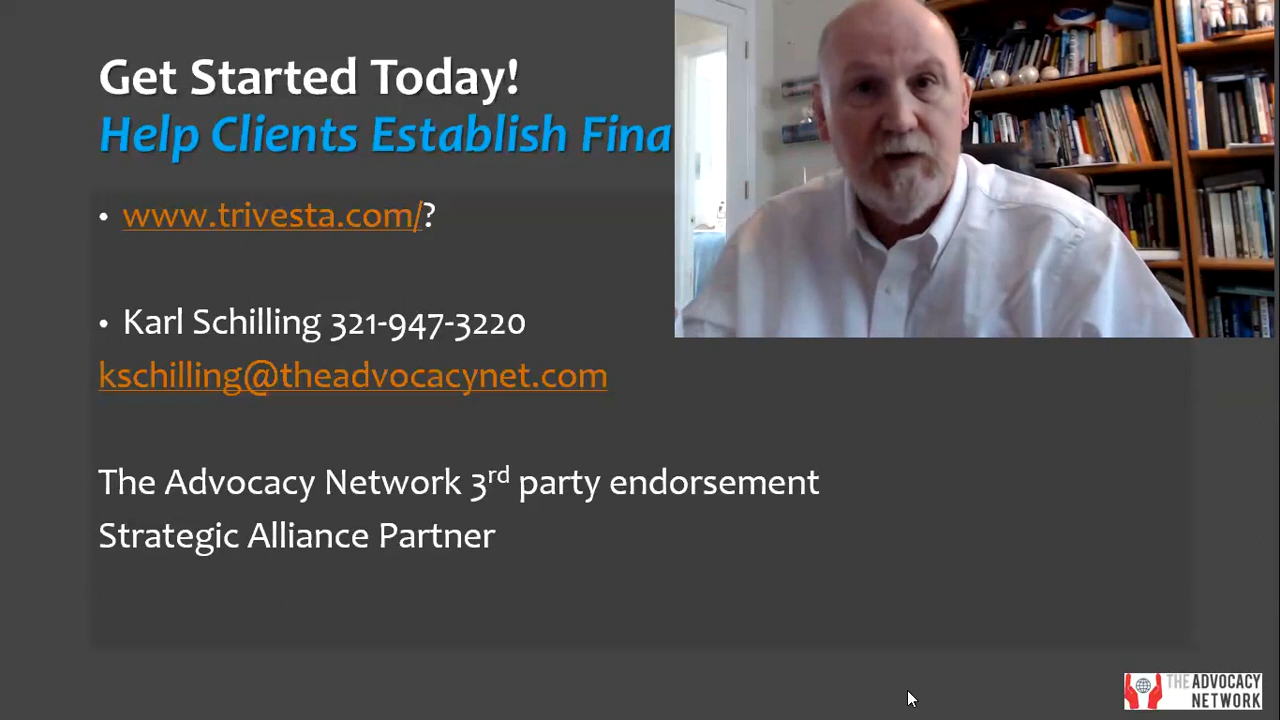 Get Started Today!
Help Clients Establish Fina
• www.trivesta.com/?
• Karl Schilling 321-947-3220
kschilling@theadvocacynet.com
The Advocacy Network 3rd party endorsement
Strategic Alliance Partner
THE ADVOCACY
NETWORK